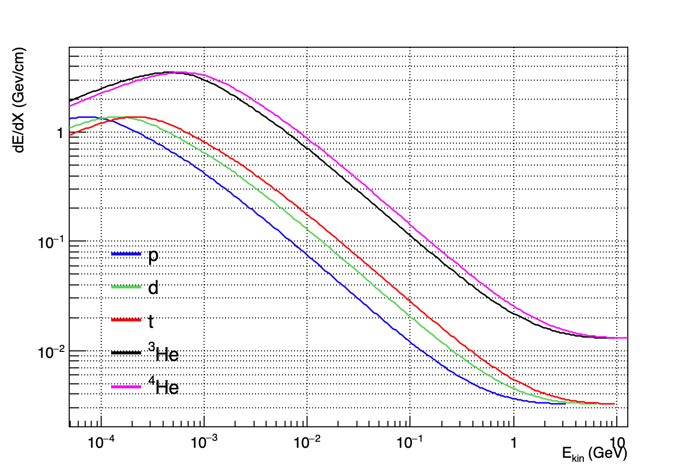 dE/dX (Gev/cm)
1
10⁻¹
10⁻²
p
d
t
³He
⁴He
10⁻⁴ 10⁻³ 10⁻² 10⁻¹ 1 10
E_kin (GeV)